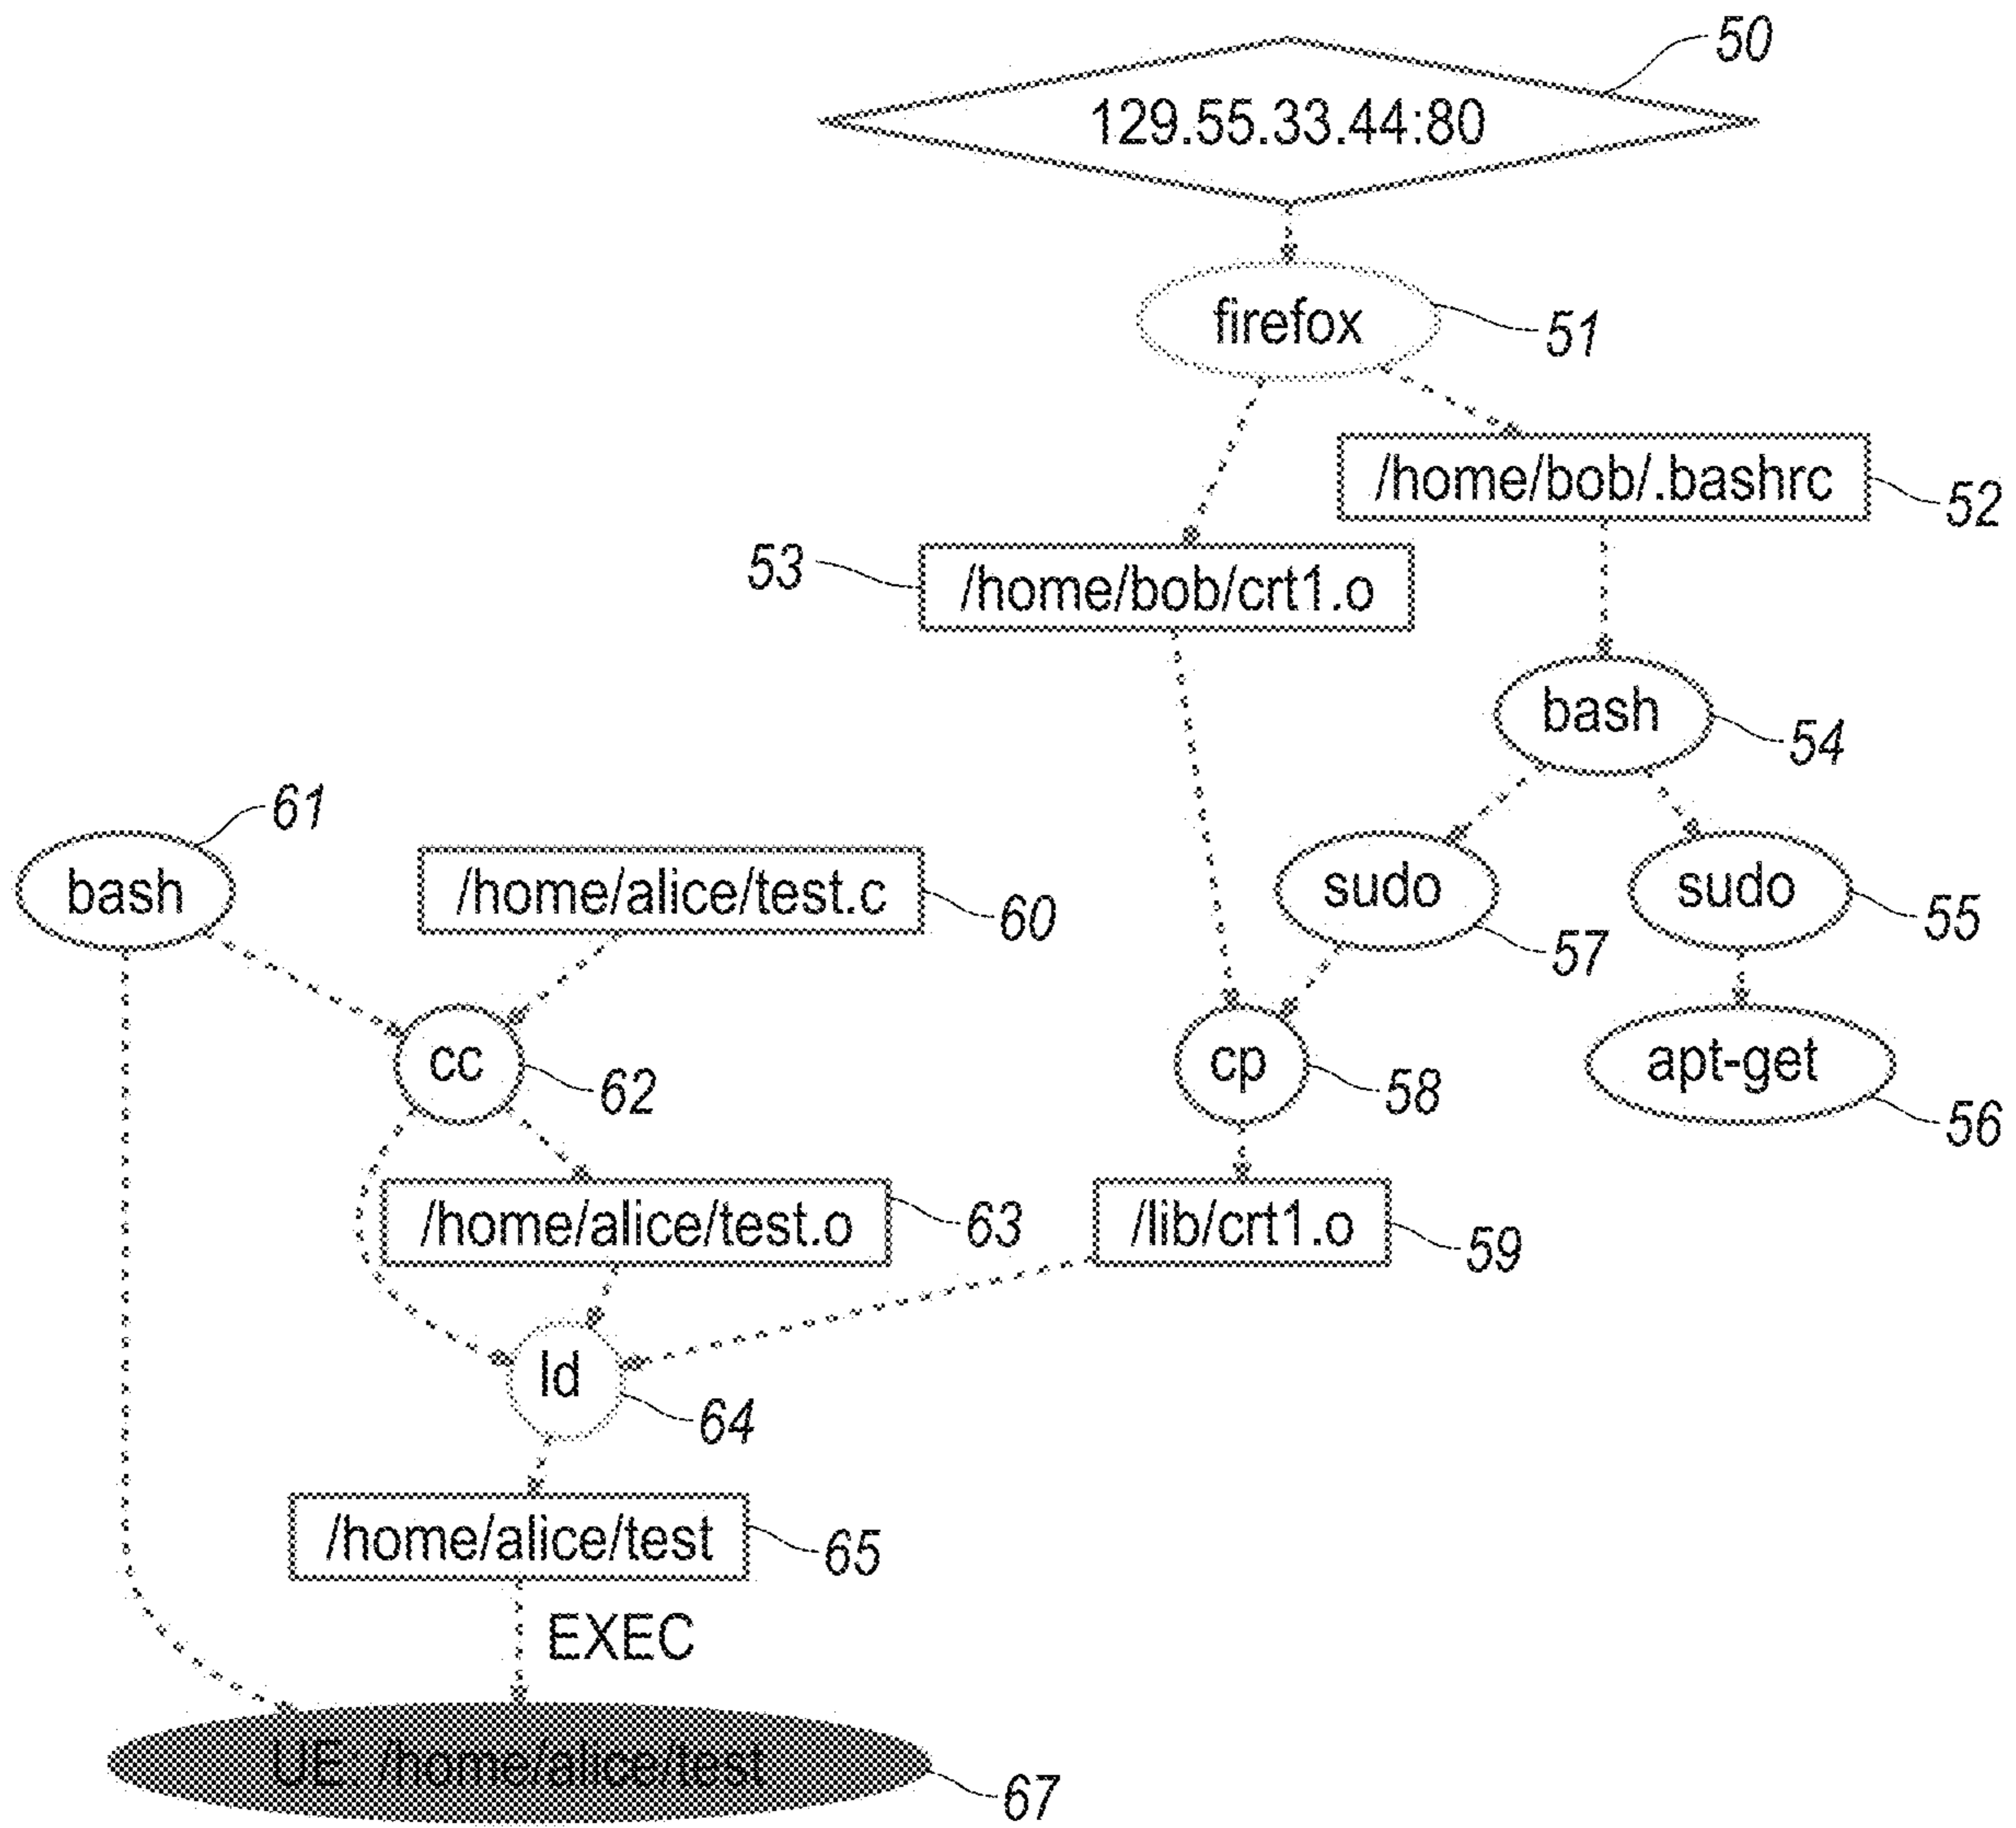 50
129.55.33.44:80
firefox
51
/home/bob/.bashrc
52
53
/home/bob/crt1.o
bash
54
61
bash
/home/alice/test.c
60
sudo
57
sudo
55
cc
62
cp
58
apt-get
56
/home/alice/test.o
63
/lib/crt1.o
59
ld
64
/home/alice/test
65
EXEC
UE: /home/alice/test
67